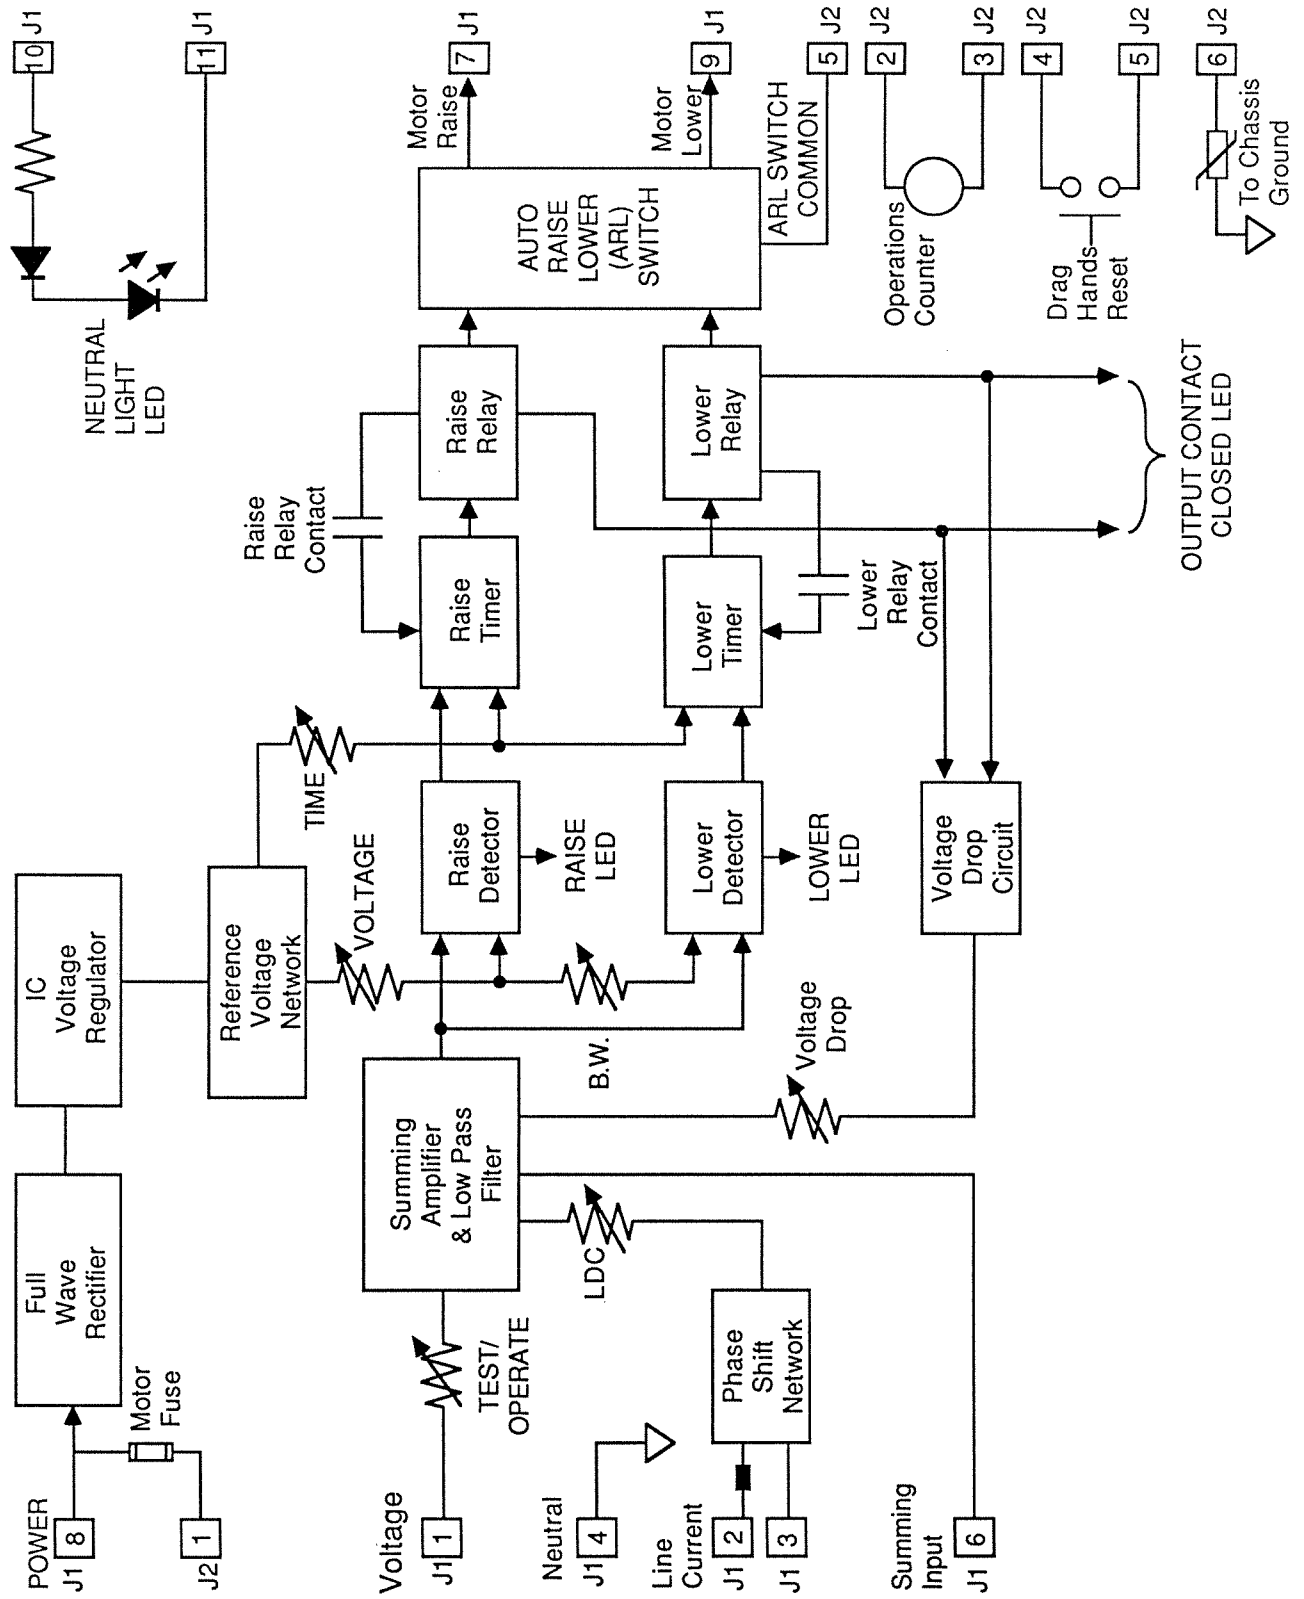 POWER
J1 8
J2 1
Motor
Fuse
Full
Wave
Rectifier
IC
Voltage
Regulator
NEUTRAL
LIGHT
LED
10 J1
11 J1
Reference
Voltage
Network
TIME
VOLTAGE
Voltage
J1 1
TEST/
OPERATE
Summing
Amplifier
& Low Pass
Filter
B.W.
Raise
Detector
RAISE
LED
Raise
Timer
Raise
Relay
Contact
Raise
Relay
AUTO
RAISE
LOWER
(ARL)
SWITCH
Motor
Raise
7 J1
Motor
Lower
9 J1
ARL SWITCH
COMMON
5 J2
Neutral
J1 4
LDC
Line
Current
J1 2
J1 3
Phase
Shift
Network
Voltage
Drop
Lower
Detector
LOWER
LED
Lower
Timer
Lower
Relay
Lower
Relay
Contact
Operations
Counter
2 J2
3 J2
Summing
Input
J1 6
Voltage
Drop
Circuit
Drag
Hands
Reset
4 J2
5 J2
OUTPUT CONTACT
CLOSED LED
6 J2
To Chassis
Ground